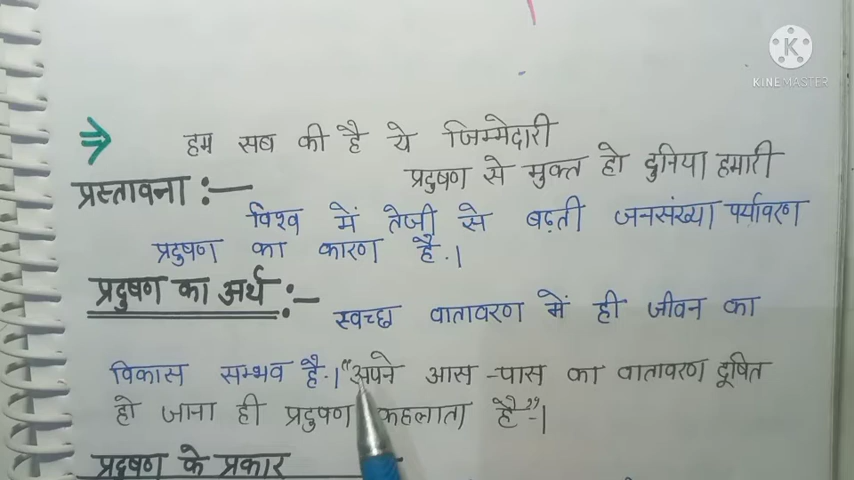 KINEMASTER
⇒ हम सब की है ये जिम्मेदारी
प्रदुषण से मुक्त हो दुनिया हमारी
प्रस्तावना :—
विश्व में तेजी से बढ़ती जनसंख्या पर्यावरण
प्रदुषण का कारण है.।
प्रदुषण का अर्थ :— स्वच्छ वातावरण में ही जीवन का
विकास सम्भव है.। "अपने आस -पास का वातावरण दूषित
हो जाना ही प्रदुषण कहलाता है"।
प्रदुषण के प्रकार